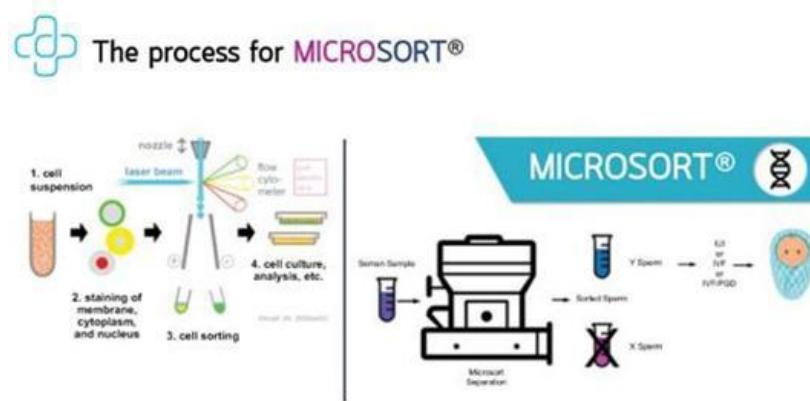 The process for MICROSORT®
1. cell
suspension
nozzle
laser beam
flow
cyto-
meter
2. staining of
membrane,
cytoplasm,
and nucleus
3. cell sorting
4. cell culture,
analysis, etc.
MICROSORT®
Semen Sample
Microsort
Separation
Sorted Sperm
Y Sperm
X Sperm
IUI
or
IVF
or
IVF/PGD